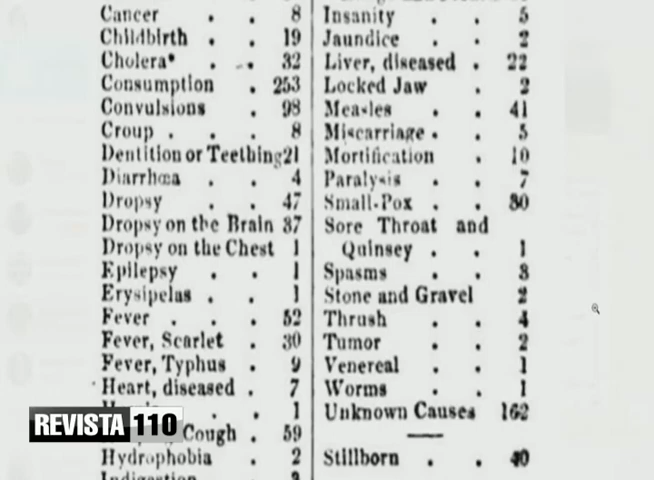 Cancer . . 8
Childbirth . . 19
Cholera* . . 32
Consumption . 253
Convulsions . 98
Croup . . . 8
Dentition or Teething 21
Diarrhœa . . 4
Dropsy . . 47
Dropsy on the Brain 37
Dropsy on the Chest 1
Epilepsy . . 1
Erysipelas . . 1
Fever . . . 52
Fever, Scarlet . 30
Fever, Typhus . 9
Heart, diseased . 7
. . 1
Cough . 59
Hydrophobia . 2
Indigestion
Insanity . . 5
Jaundice . . 2
Liver, diseased . 22
Locked Jaw . 2
Measles . . 41
Miscarriage . . 5
Mortification . 10
Paralysis . . 7
Small-Pox . . 80
Sore Throat and
Quinsey . . 1
Spasms . . 3
Stone and Gravel 2
Thrush . . 4
Tumor . . 2
Venereal . . 1
Worms . . 1
Unknown Causes 162
Stillborn . . 40
REVISTA 110